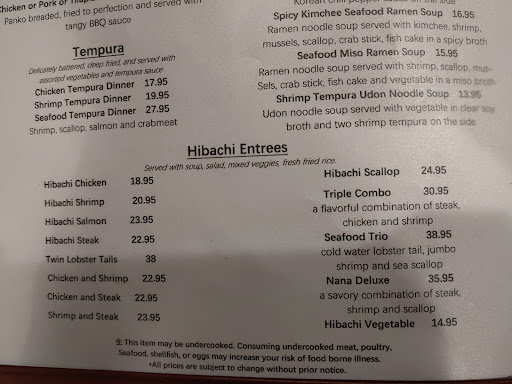 Chicken or Pork or Tilapia
Panko breaded, fried to perfection and served with
tangy BBQ sauce
Tempura
Delicately battered, deep fried, and served with
assorted vegetables and tempura sauce
Chicken Tempura Dinner 17.95
Shrimp Tempura Dinner 19.95
Seafood Tempura Dinner 27.95
Shrimp, scallop, salmon and crabmeat
Spicy Kimchee Seafood Ramen Soup 16.95
Ramen noodle soup served with kimchee, shrimp,
mussels, scallop, crab stick, fish cake in a spicy broth
Seafood Miso Ramen Soup 15.95
Ramen noodle soup served with shrimp, scallop, mus-
Sels, crab stick, fish cake and vegetable in a miso broth
Shrimp Tempura Udon Noodle Soup 13.95
Udon noodle soup served with vegetable in clear soy
broth and two shrimp tempura on the side
Hibachi Entrees
Served with soup, salad, mixed veggies, fresh fried rice.
Hibachi Chicken 18.95
Hibachi Shrimp 20.95
Hibachi Salmon 23.95
Hibachi Steak 22.95
Twin Lobster Tails 38
Chicken and Shrimp 22.95
Chicken and Steak 22.95
Shrimp and Steak 23.95
Hibachi Scallop 24.95
Triple Combo 30.95
a flavorful combination of steak,
chicken and shrimp
Seafood Trio 38.95
cold water lobster tail, jumbo
shrimp and sea scallop
Nana Deluxe 35.95
a savory combination of steak,
shrimp and scallop
Hibachi Vegetable 14.95
生 This item may be undercooked. Consuming undercooked meat, poultry,
Seafood, shellfish, or eggs may increase your risk of food borne illness.
*All prices are subject to change without prior notice.